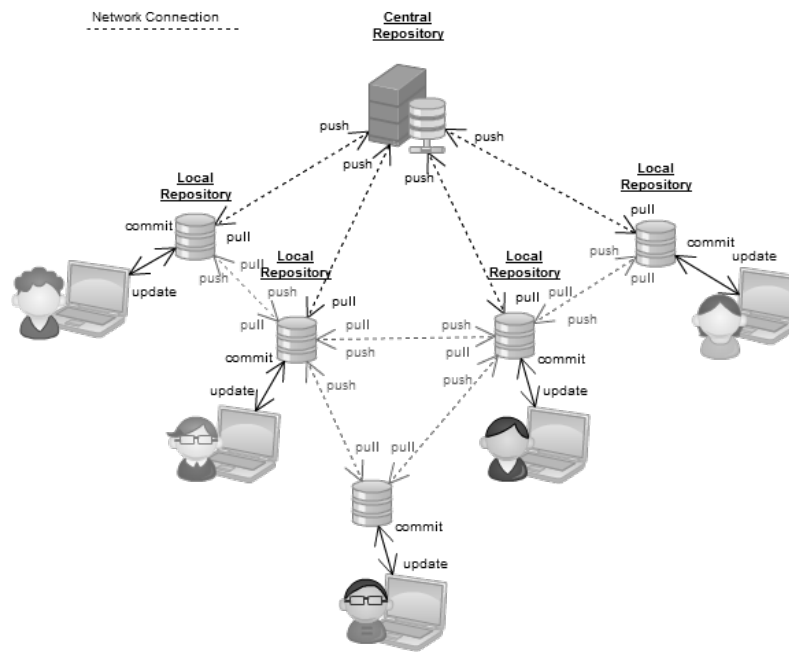 Network Connection
Central
Repository
push
push
push
push
Local
Repository
Local
Repository
commit
pull
pull
commit
push
pull
update
push
pull
update
push
Local
Repository
Local
Repository
pull
pull
pull
push
pull
pull
push
push
pull
commit
commit
push
push
update
update
pull
pull
commit
update